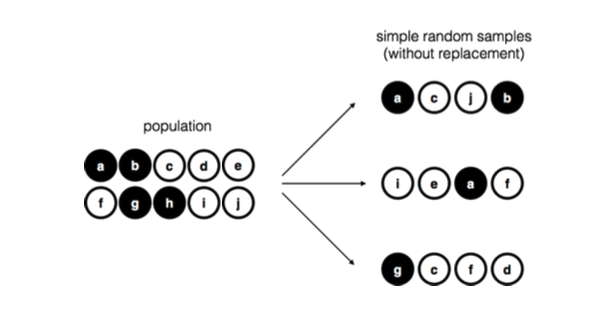 simple random samples
(without replacement)
a c j b
population
a b c d e
i e a f
f g h i j
g c f d